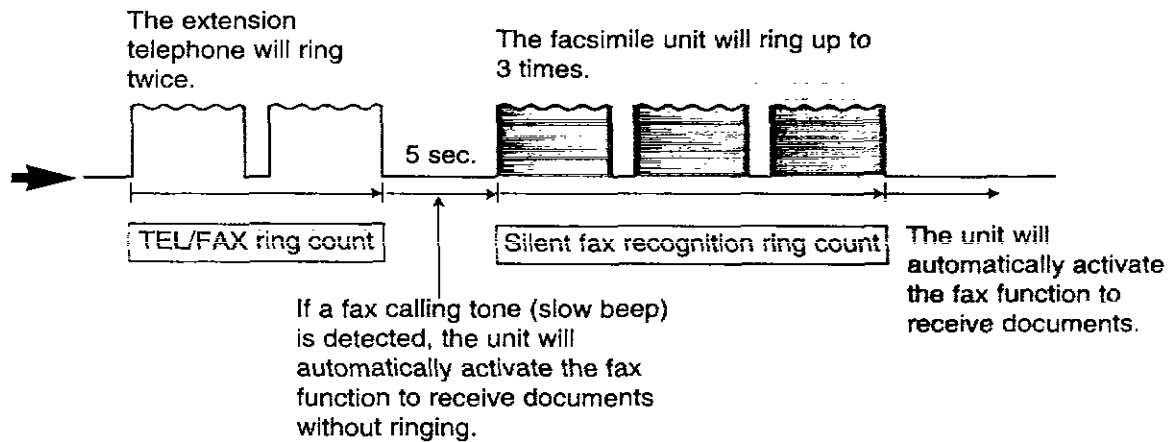 The extension
telephone will ring
twice.
The facsimile unit will ring up to
3 times.
5 sec.
TEL/FAX ring count
Silent fax recognition ring count
If a fax calling tone (slow beep)
is detected, the unit will
automatically activate the fax
function to receive documents
without ringing.
The unit will
automatically activate
the fax function to
receive documents.